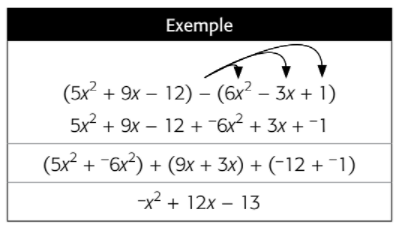 Exemple
(5x² + 9x – 12) – (6x² – 3x + 1)
5x² + 9x – 12 + ⁻6x² + 3x + ⁻1
(5x² + ⁻6x²) + (9x + 3x) + (⁻12 + ⁻1)
⁻x² + 12x – 13